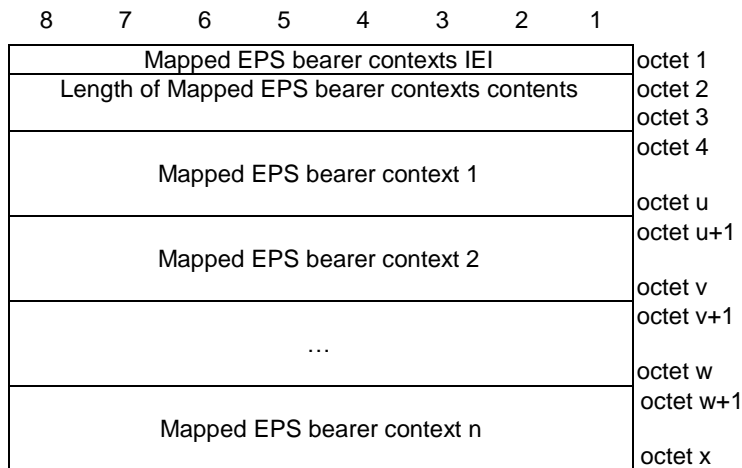 8 7 6 5 4 3 2 1
Mapped EPS bearer contexts IEI octet 1
Length of Mapped EPS bearer contexts contents octet 2
octet 3
octet 4
Mapped EPS bearer context 1
octet u
octet u+1
Mapped EPS bearer context 2
octet v
octet v+1
…
octet w
octet w+1
Mapped EPS bearer context n
octet x